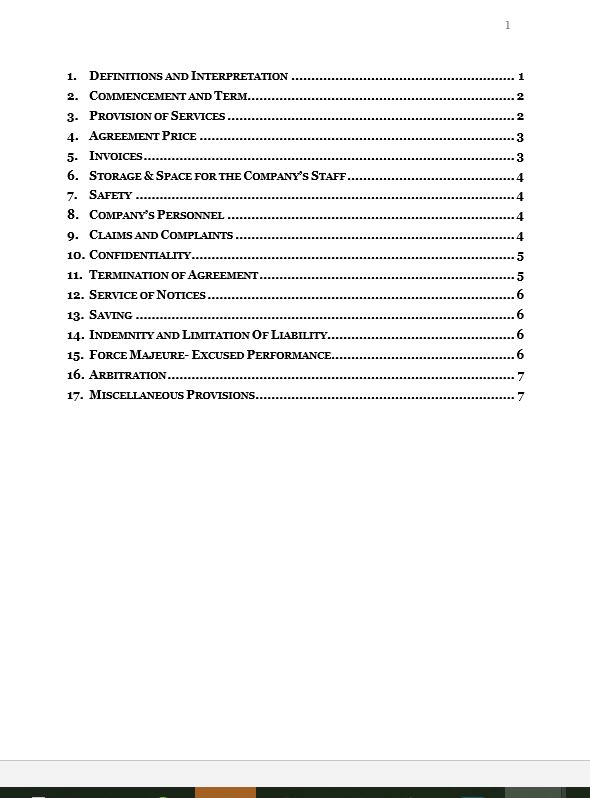 1
1. Definitions and Interpretation ........................................................................ 1
2. Commencement and Term........................................................................ 2
3. Provision of Services ........................................................................ 2
4. Agreement Price ........................................................................ 3
5. Invoices........................................................................ 3
6. Storage & Space for the Company's Staff........................................................................ 4
7. Safety ........................................................................ 4
8. Company's Personnel ........................................................................ 4
9. Claims and Complaints ........................................................................ 4
10. Confidentiality........................................................................ 5
11. Termination of Agreement........................................................................ 5
12. Service of Notices........................................................................ 6
13. Saving ........................................................................ 6
14. Indemnity and Limitation Of Liability........................................................................ 6
15. Force Majeure- Excused Performance........................................................................ 6
16. Arbitration........................................................................ 7
17. Miscellaneous Provisions........................................................................ 7